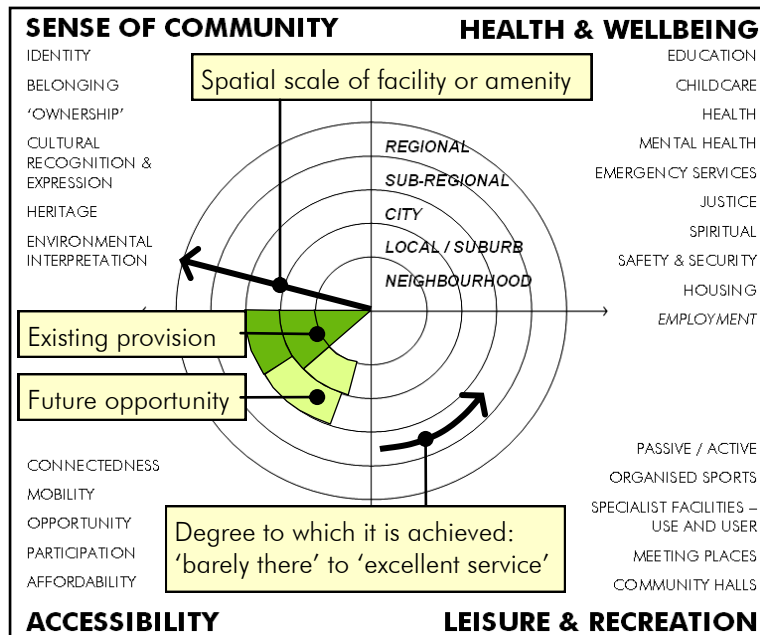 SENSE OF COMMUNITY
IDENTITY
BELONGING
‘OWNERSHIP’
CULTURAL
RECOGNITION &
EXPRESSION
HERITAGE
ENVIRONMENTAL
INTERPRETATION
HEALTH & WELLBEING
EDUCATION
CHILDCARE
HEALTH
MENTAL HEALTH
EMERGENCY SERVICES
JUSTICE
SPIRITUAL
SAFETY & SECURITY
HOUSING
EMPLOYMENT
Spatial scale of facility or amenity
REGIONAL
SUB-REGIONAL
CITY
LOCAL / SUBURB
NEIGHBOURHOOD
Existing provision
Future opportunity
Degree to which it is achieved:
‘barely there’ to ‘excellent service’
CONNECTEDNESS
MOBILITY
OPPORTUNITY
PARTICIPATION
AFFORDABILITY
ACCESSIBILITY
PASSIVE / ACTIVE
ORGANISED SPORTS
SPECIALIST FACILITIES –
USE AND USER
MEETING PLACES
COMMUNITY HALLS
LEISURE & RECREATION